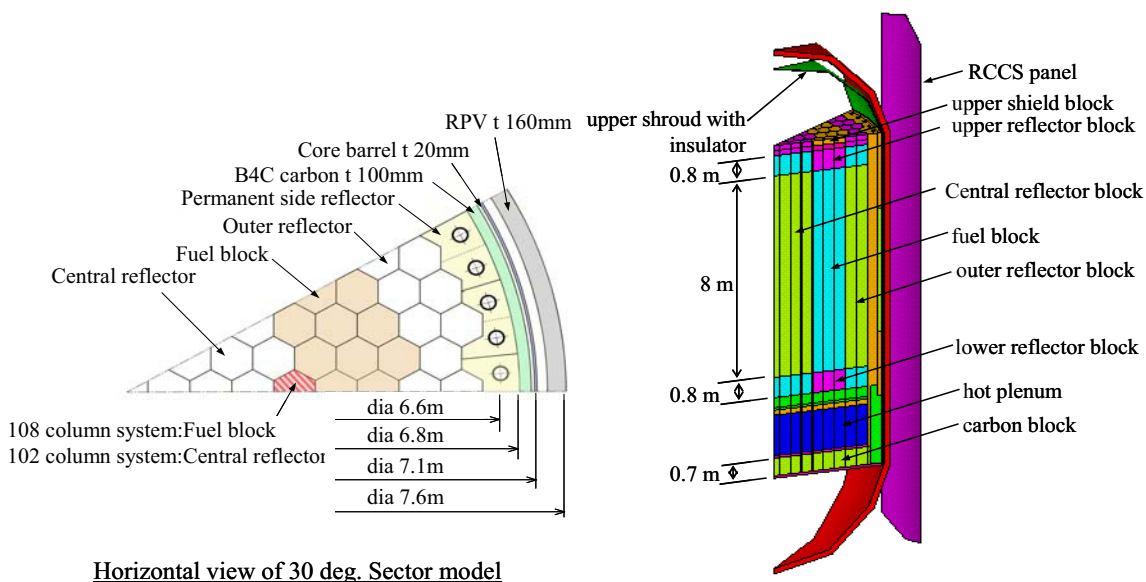 RPV t 160mm
Core barrel t 20mm
B4C carbon t 100mm
Permanent side reflector
Outer reflector
Fuel block
Central reflector
108 column system:Fuel block
102 column system:Central reflector
dia 6.6m
dia 6.8m
dia 7.1m
dia 7.6m
Horizontal view of 30 deg. Sector model
RCCS panel
upper shroud with
insulator
upper shield block
upper reflector block
0.8 m
Central reflector block
fuel block
8 m
outer reflector block
lower reflector block
0.8 m
hot plenum
carbon block
0.7 m